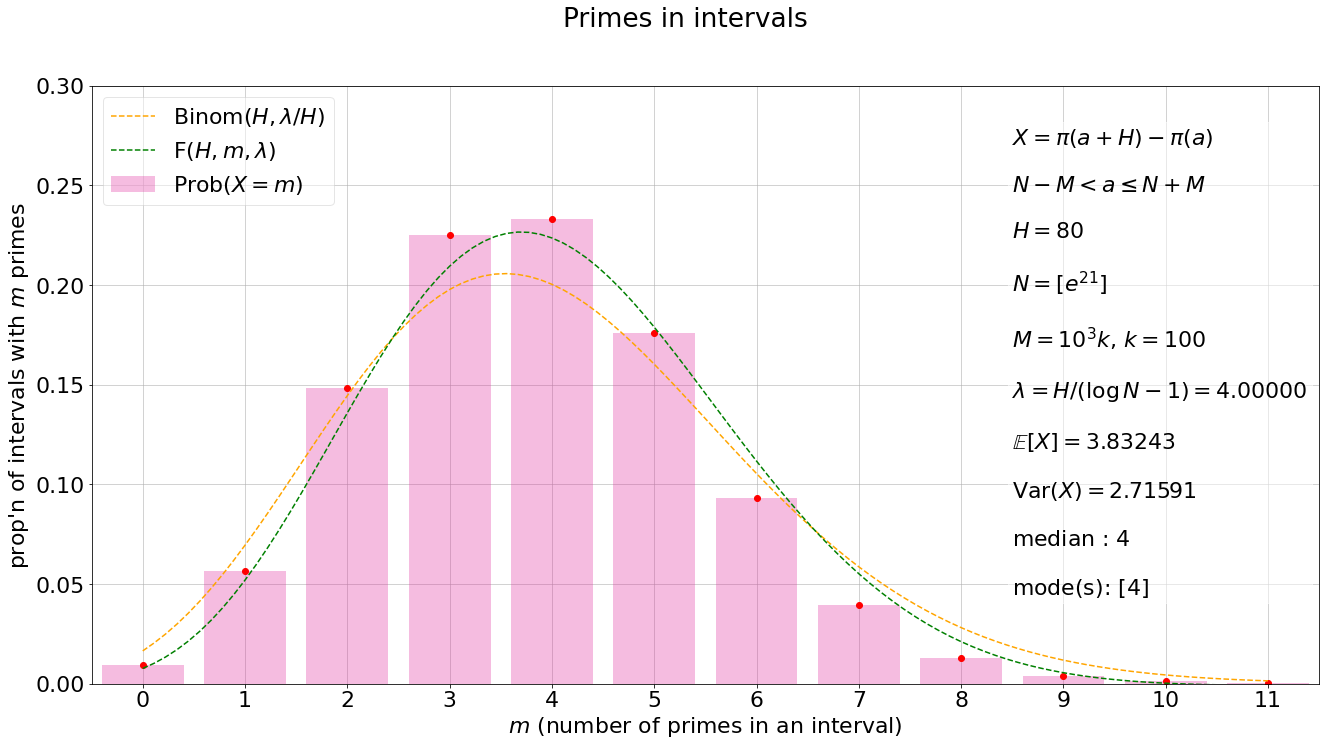 Primes in intervals
0.30
0.25
0.20
0.15
0.10
0.05
0.00
prop'n of intervals with m primes
Binom(H, λ/H)
F(H, m, λ)
Prob(X = m)
X = π(a + H) − π(a)
N − M < a ≤ N + M
H = 80
N = [e^21]
M = 10^3k, k = 100
λ = H/(log N − 1) = 4.00000
𝔼[X] = 3.83243
Var(X) = 2.71591
median : 4
mode(s): [4]
0 1 2 3 4 5 6 7 8 9 10 11
m (number of primes in an interval)